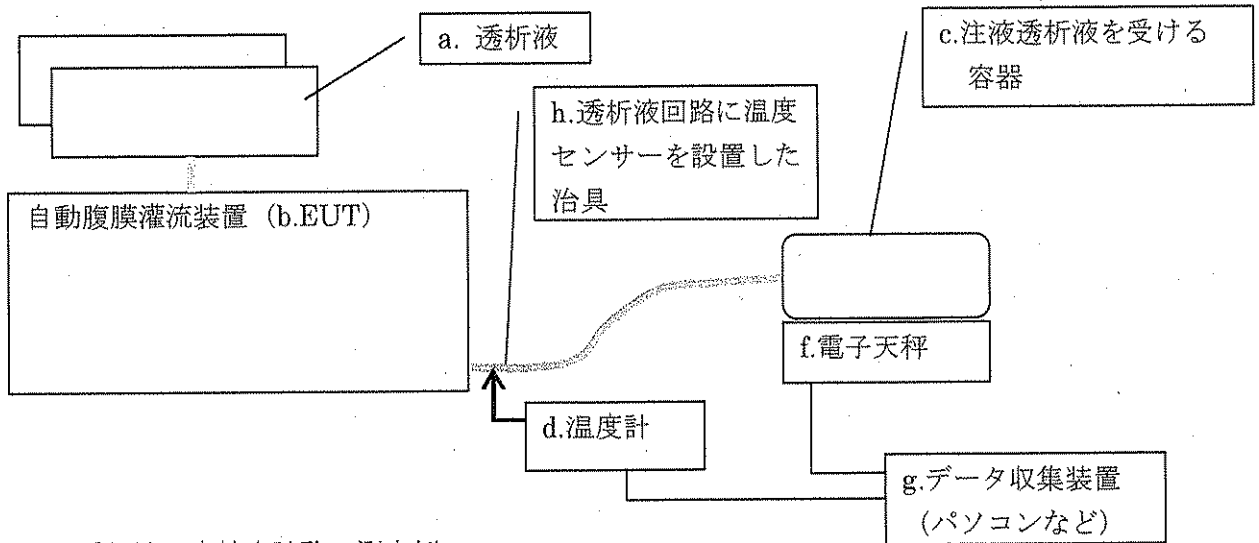 a. 透析液
c.注液透析液を受ける
容器
h.透析液回路に温度
センサーを設置した
治具
自動腹膜灌流装置 (b.EUT)
f.電子天秤
d.温度計
g.データ収集装置
(パソコンなど)